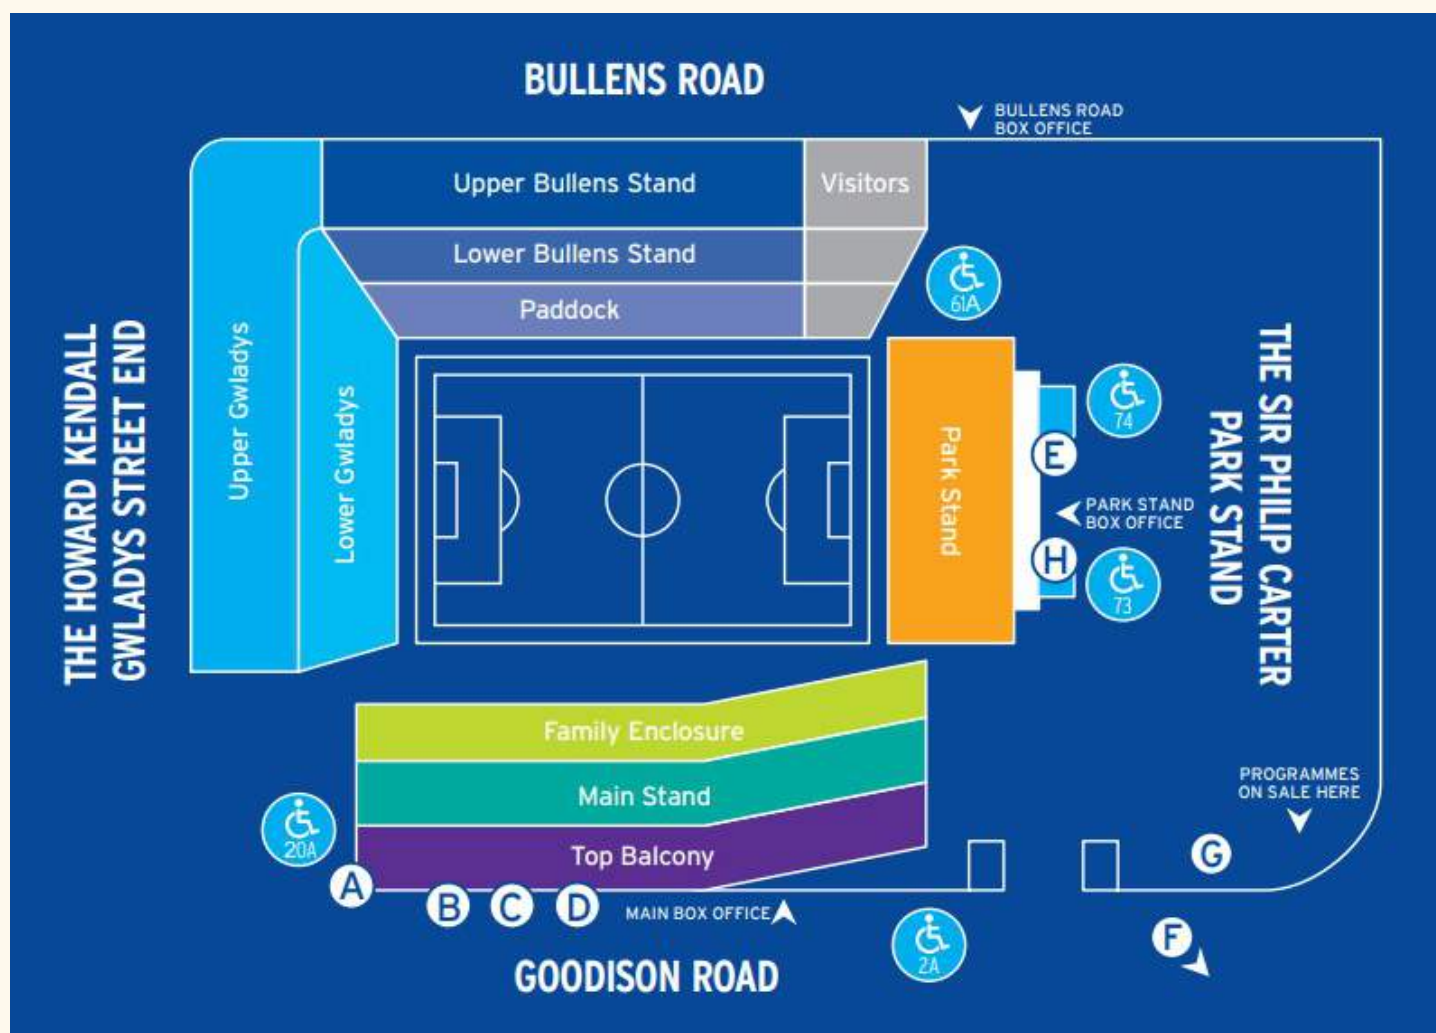 BULLENS ROAD
BULLENS ROAD
BOX OFFICE
Upper Bullens Stand
Visitors
Lower Bullens Stand
Paddock
61A
THE HOWARD KENDALL
GWLADYS STREET END
Upper Gwladys
Lower Gwladys
Park Stand
74
E
PARK STAND
BOX OFFICE
H
73
THE SIR PHILIP CARTER
PARK STAND
Family Enclosure
Main Stand
Top Balcony
20A
A
B
C
D
MAIN BOX OFFICE
2A
PROGRAMMES
ON SALE HERE
G
F
GOODISON ROAD